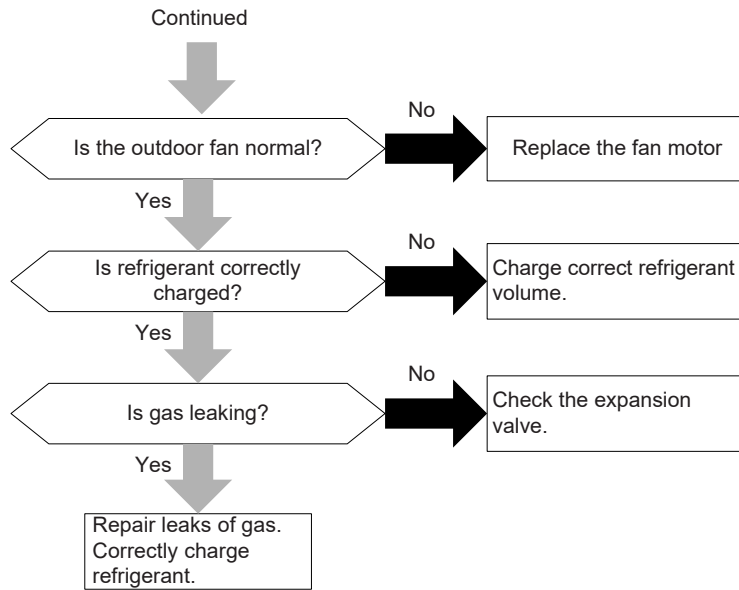 Continued
No
Is the outdoor fan normal?
Replace the fan motor
Yes
No
Is refrigerant correctly
charged?
Charge correct refrigerant
volume.
Yes
No
Is gas leaking?
Check the expansion
valve.
Yes
Repair leaks of gas.
Correctly charge
refrigerant.